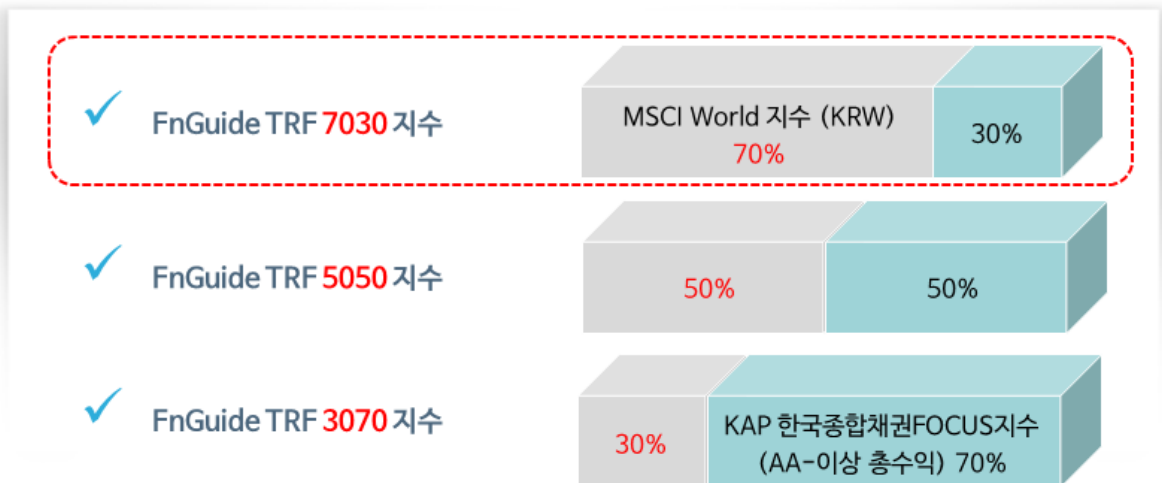 FnGuide TRF 7030 지수
MSCI World 지수 (KRW)
70%
30%
FnGuide TRF 5050 지수
50%
50%
FnGuide TRF 3070 지수
30%
KAP 한국종합채권FOCUS지수
(AA-이상 총수익) 70%